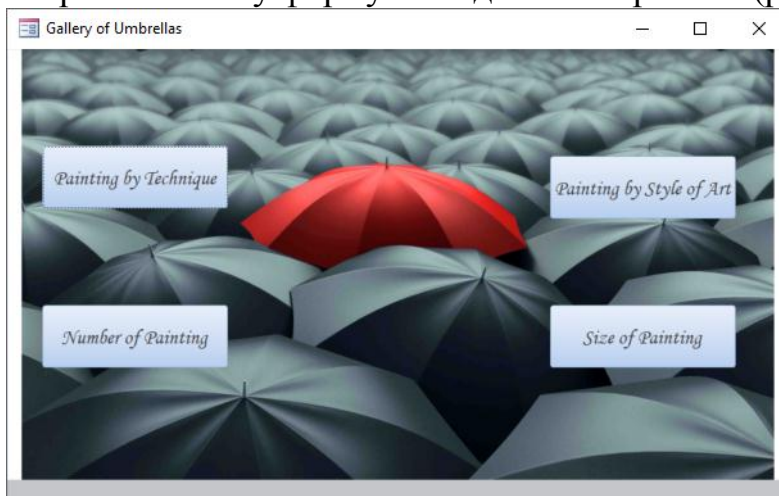 Gallery of Umbrellas
Painting by Technique
Painting by Style of Art
Number of Painting
Size of Painting